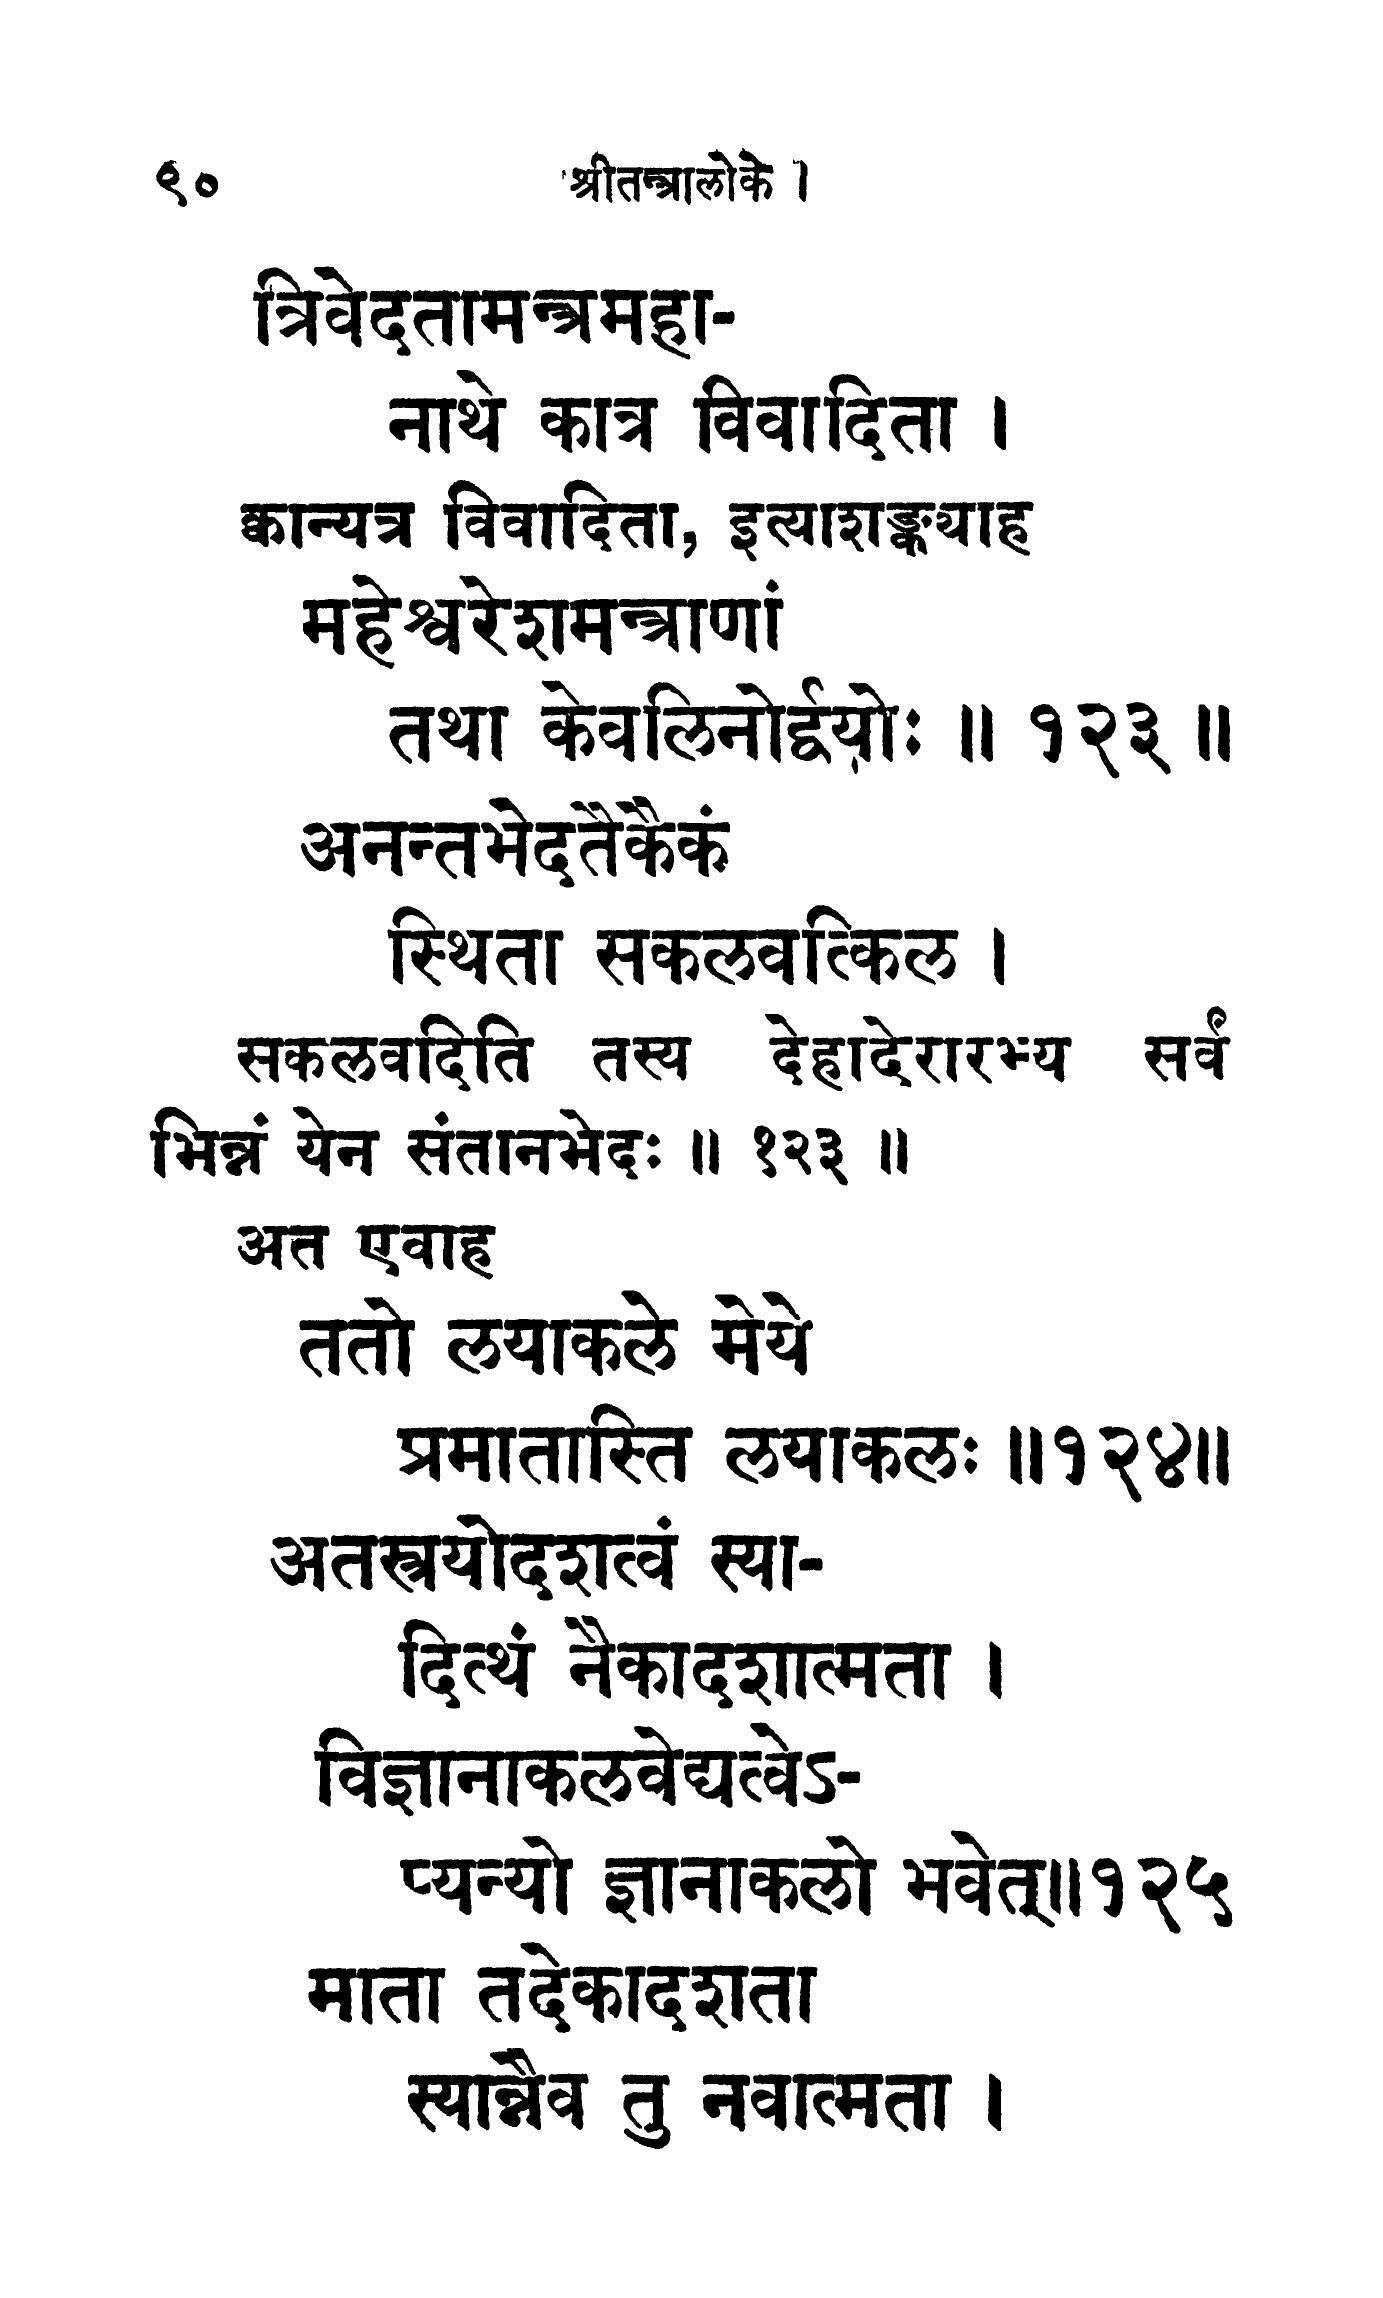 ९० श्रीतन्त्रालोके ।
त्रिवेदतामन्त्रमहा-
नाथे कात्र विवादिता ।
क्वान्यत्र विवादिता, इत्याशङ्क्याह
महेश्वरेशमन्त्राणां
तथा केवलिनोर्द्वयोः ॥ १२३ ॥
अनन्तभेदतैकैकं
स्थिता सकलवत्किल ।
सकलवदिति तस्य देहादेरारभ्य सर्वं
भिन्नं येन संतानभेदः ॥ १२३ ॥
अत एवाह
ततो लयाकले मेये
प्रमातास्ति लयाकलः ॥१२४॥
अतस्त्रयोदशत्वं स्या-
दित्थं नैकादशात्मता ।
विज्ञानाकलवेद्यत्वेऽ-
प्यन्यो ज्ञानाकलो भवेत्॥१२५
माता तदेकादशता
स्यान्नैव तु नवात्मता ।